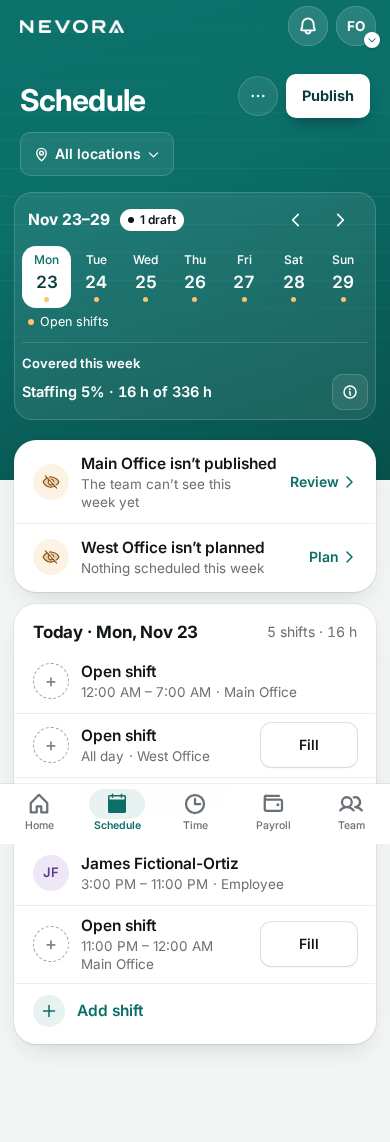 NEVORA
FO
Schedule
Publish
All locations
Nov 23–29
1 draft
Mon Tue Wed Thu Fri Sat Sun
23 24 25 26 27 28 29
Open shifts
Covered this week
Staffing 5% · 16 h of 336 h
Main Office isn’t published
The team can’t see this
week yet
Review
West Office isn’t planned
Nothing scheduled this week
Plan
Today · Mon, Nov 23
5 shifts · 16 h
Open shift
12:00 AM – 7:00 AM · Main Office
Open shift
All day · West Office
Fill
Home Schedule Time Payroll Team
JF
James Fictional-Ortiz
3:00 PM – 11:00 PM · Employee
Open shift
11:00 PM – 12:00 AM
Main Office
Fill
Add shift